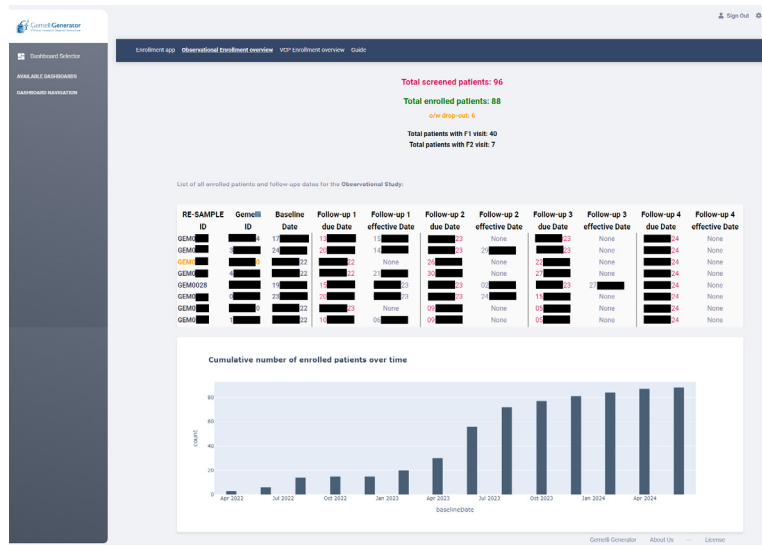 GemelliGenerator
Sign Out
Dashboard Selector
AVAILABLE DASHBOARDS
DASHBOARD NAVIGATION
Enrollment app Observational Enrollment overview VCP Enrollment overview Guide
Total screened patients: 96
Total enrolled patients: 88
o/w drop-out: 6
Total patients with F1 visit: 40
Total patients with F2 visit: 7
List of all enrolled patients and follow-ups dates for the Observational Study:
RE-SAMPLE Gemelli Baseline Follow-up 1 Follow-up 1 Follow-up 2 Follow-up 2 Follow-up 3 Follow-up 3 Follow-up 4 Follow-up 4
ID ID Date due Date effective Date due Date effective Date due Date effective Date due Date effective Date
GEM0 4 17 13 15 23 None 23 None 24 None
GEM0 3 24 20 14 23 29 23 None 24 None
GEM0 0 22 22 None 26 None 22 None 24 None
GEM0 4 22 22 21 30 None 27 None 24 None
GEM0028 19 15 23 23 02 23 27 24 None
GEM0 0 23 20 23 23 24 15 None 24 None
GEM0 0 22 23 None 09 None 05 None 24 None
GEM0 1 22 10 06 09 None 05 None 24 None
Cumulative number of enrolled patients over time
80
60
40
20
0
count
Apr 2022 Jul 2022 Oct 2022 Jan 2023 Apr 2023 Jul 2023 Oct 2023 Jan 2024 Apr 2024
baselineDate
Gemelli Generator About Us License